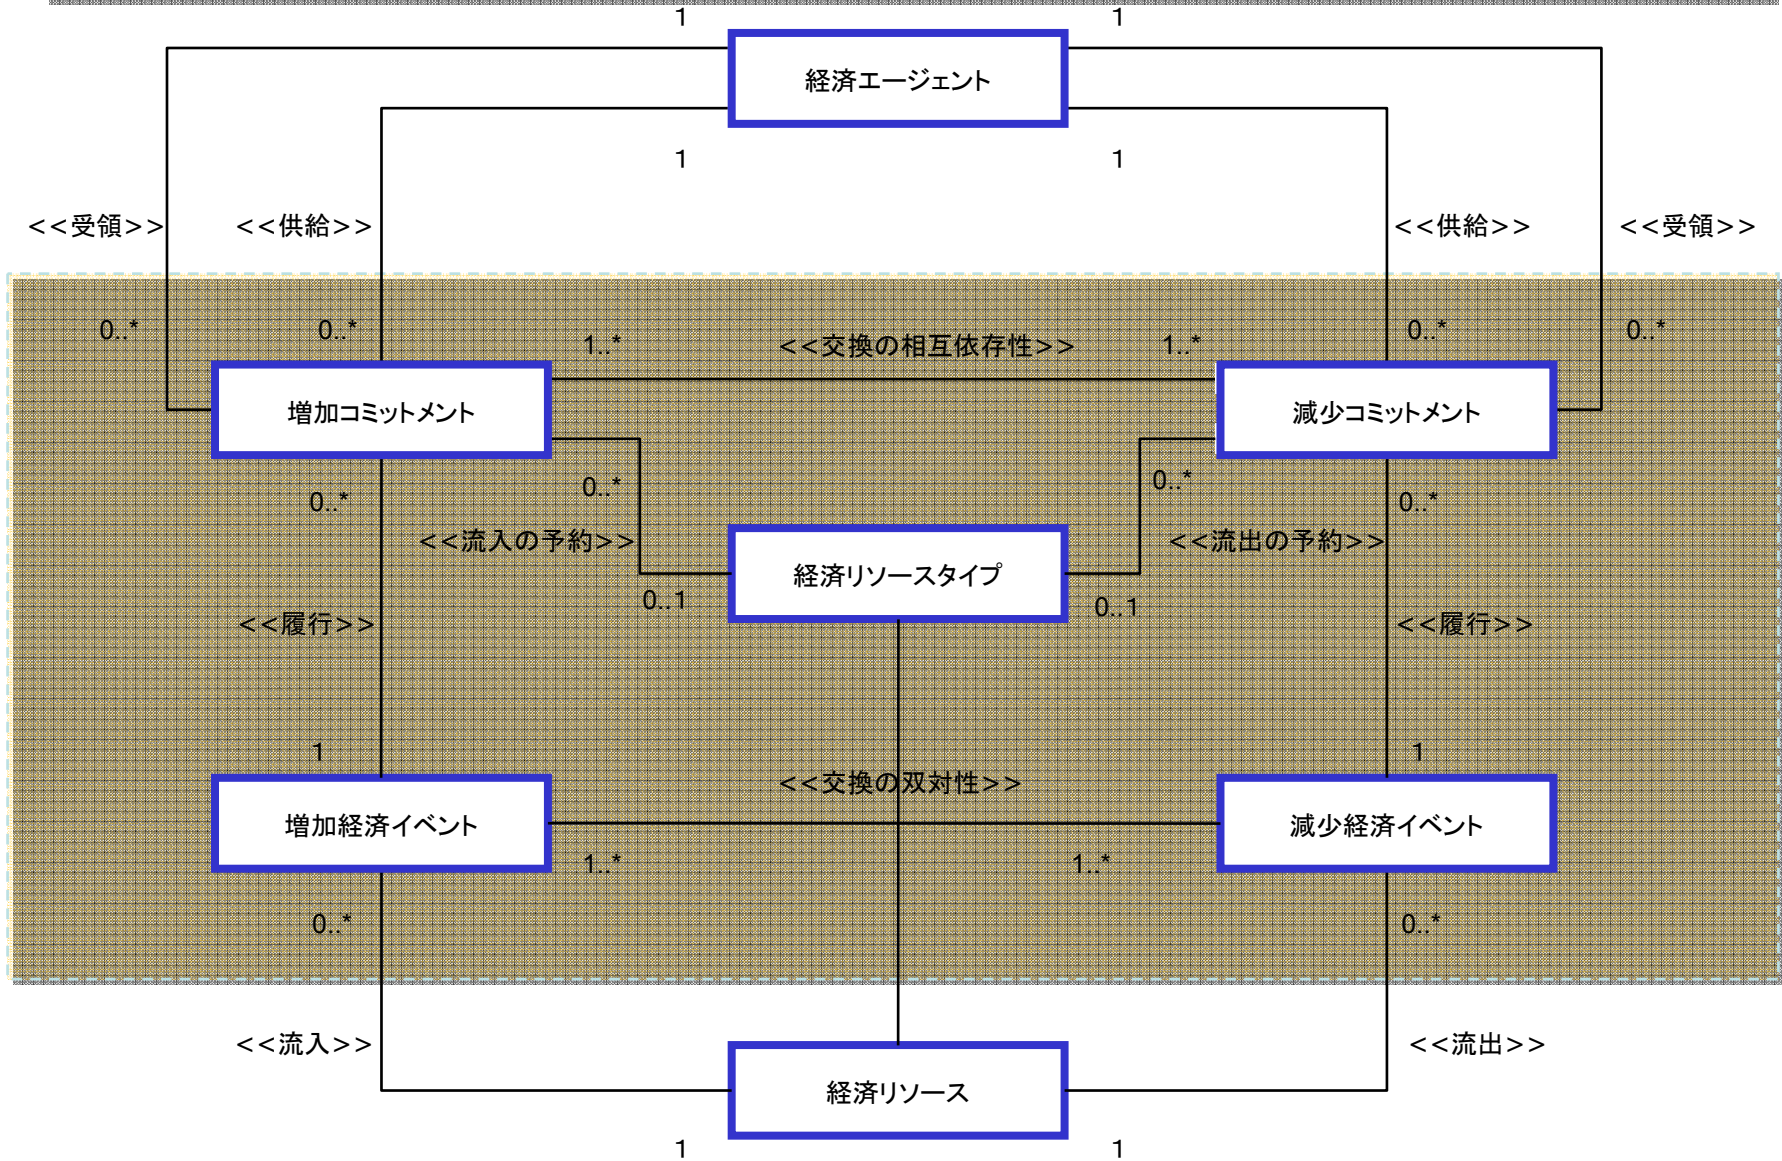 1 1
経済エージェント
1 1
<<受領>> <<供給>> <<供給>> <<受領>>
0..* 0..* 1..* <<交換の相互依存性>> 1..* 0..* 0..*
増加コミットメント 減少コミットメント
0..* 0..* 0..* 0..*
<<流入の予約>> <<流出の予約>>
経済リソースタイプ
0..1 0..1
<<履行>> <<履行>>
1 1
<<交換の双対性>>
増加経済イベント 減少経済イベント
1..* 1..*
0..* 0..*
<<流入>> <<流出>>
経済リソース
1 1